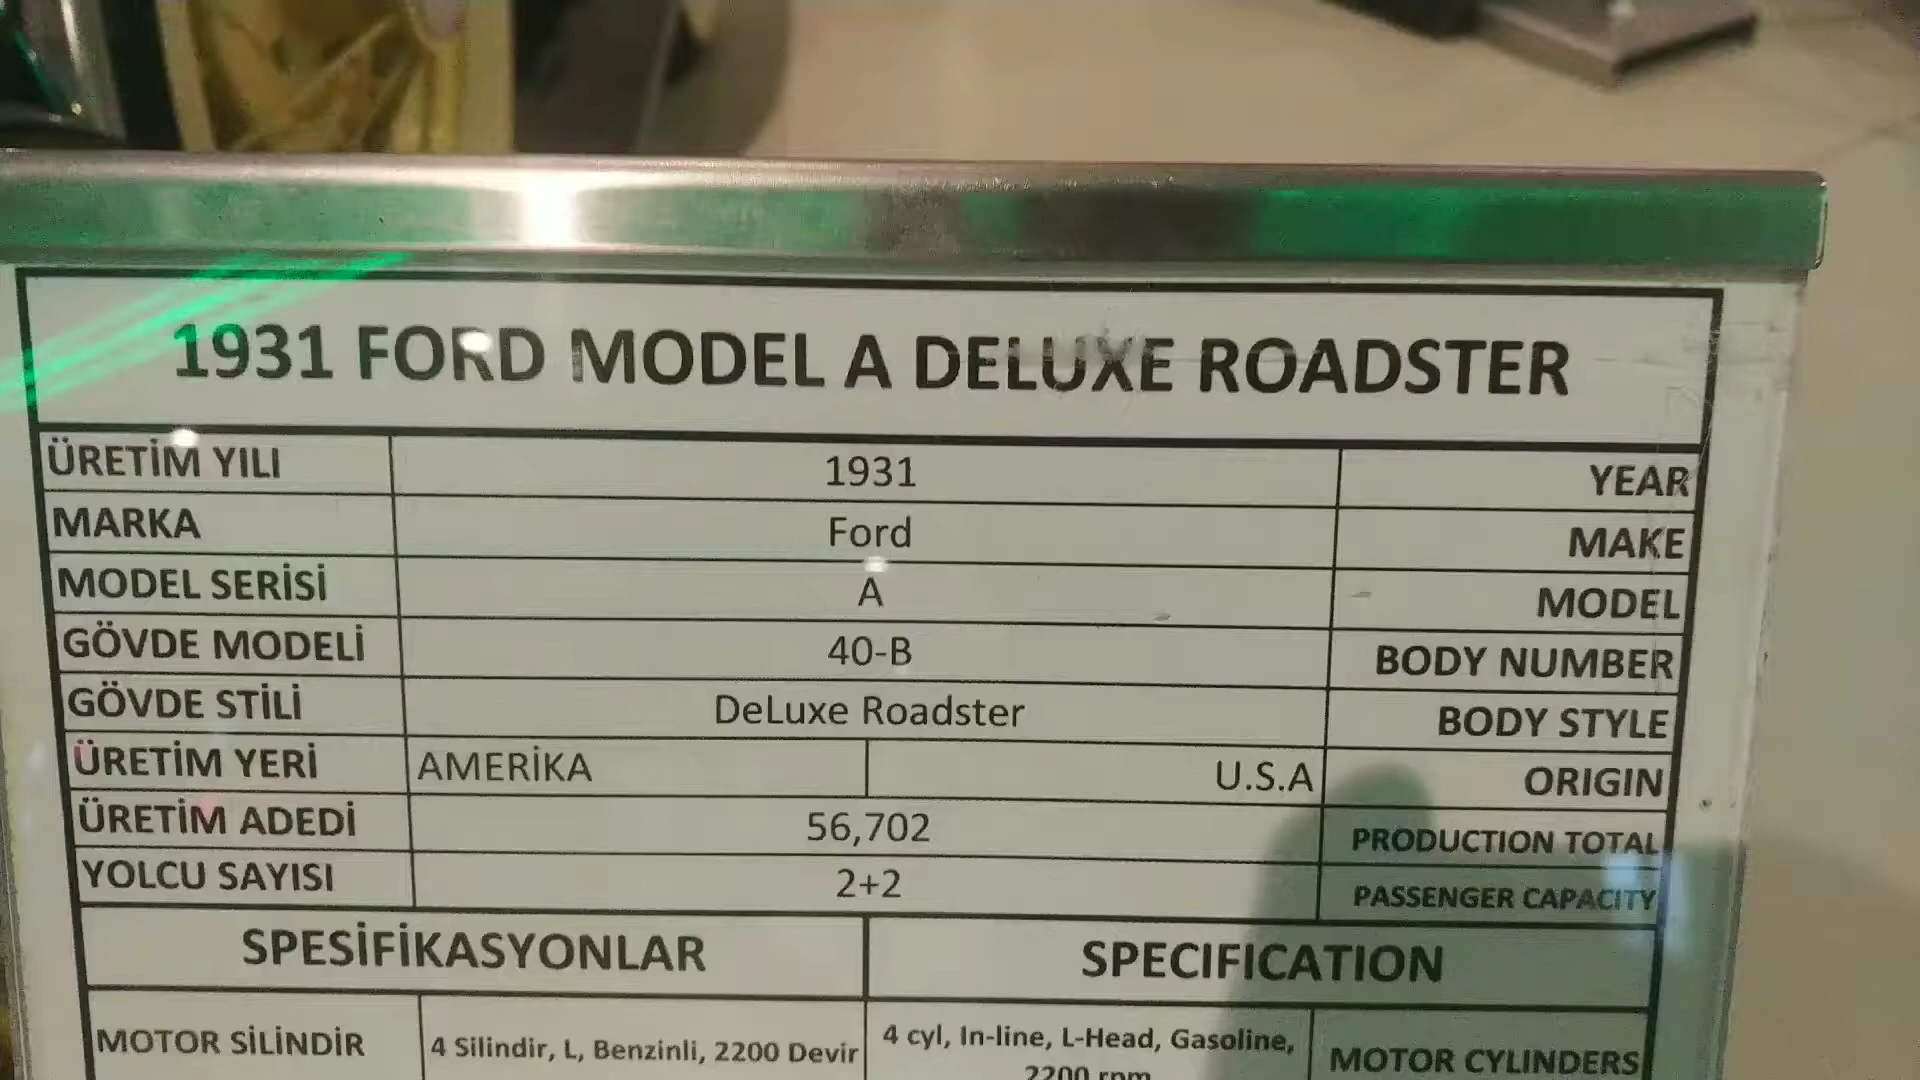 1931 FORD MODEL A DELUXE ROADSTER
ÜRETİM YILI 1931 YEAR
MARKA Ford MAKE
MODEL SERİSİ A MODEL
GÖVDE MODELİ 40-B BODY NUMBER
GÖVDE STİLİ DeLuxe Roadster BODY STYLE
ÜRETİM YERİ AMERİKA U.S.A ORIGIN
ÜRETİM ADEDİ 56,702 PRODUCTION TOTAL
YOLCU SAYISI 2+2 PASSENGER CAPACITY
SPESİFİKASYONLAR SPECIFICATION
MOTOR SİLİNDİR 4 Silindir, L, Benzinli, 2200 Devir 4 cyl, In-line, L-Head, Gasoline, MOTOR CYLINDERS
2200 rpm